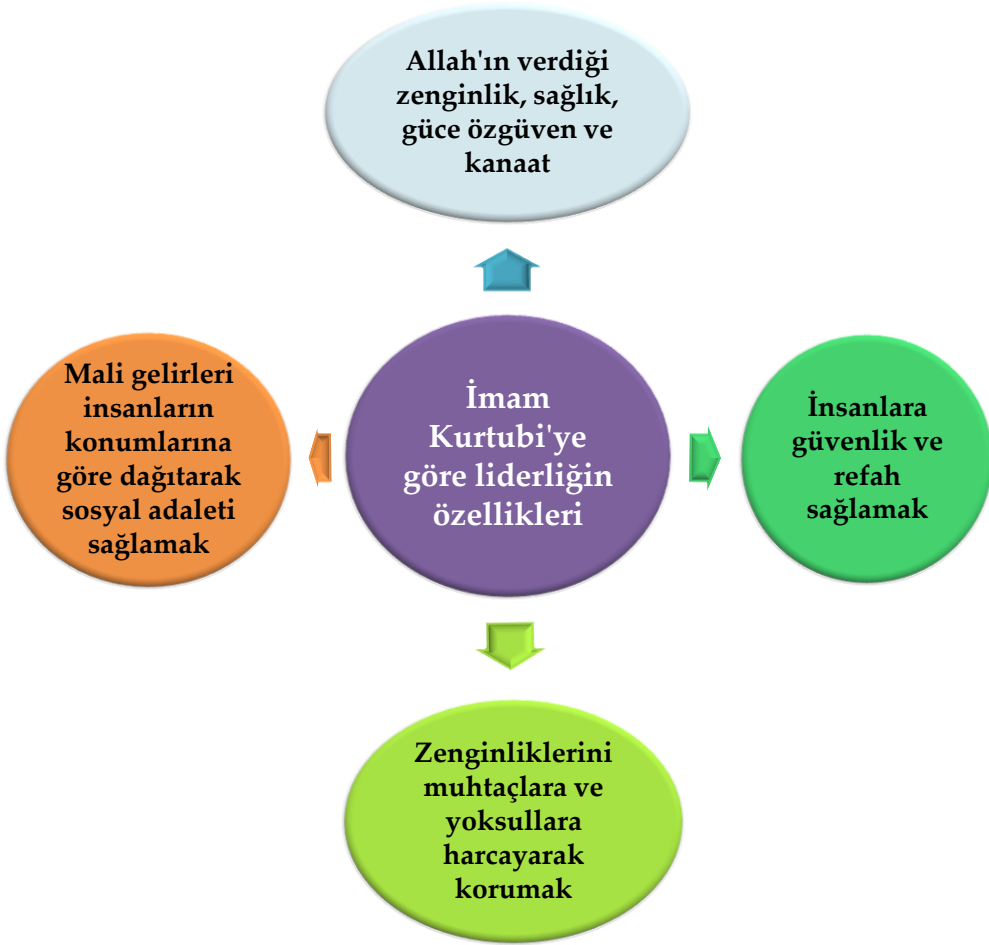 Allah'ın verdiği
zenginlik, sağlık,
güce özgüven ve
kanaat
Mali gelirleri
insanların
konumlarına
göre dağıtarak
sosyal adaleti
sağlamak
İmam
Kurtubi'ye
göre liderliğin
özellikleri
İnsanlara
güvenlik ve
refah
sağlamak
Zenginliklerini
muhtaçlara ve
yoksullara
harcayarak
korumak